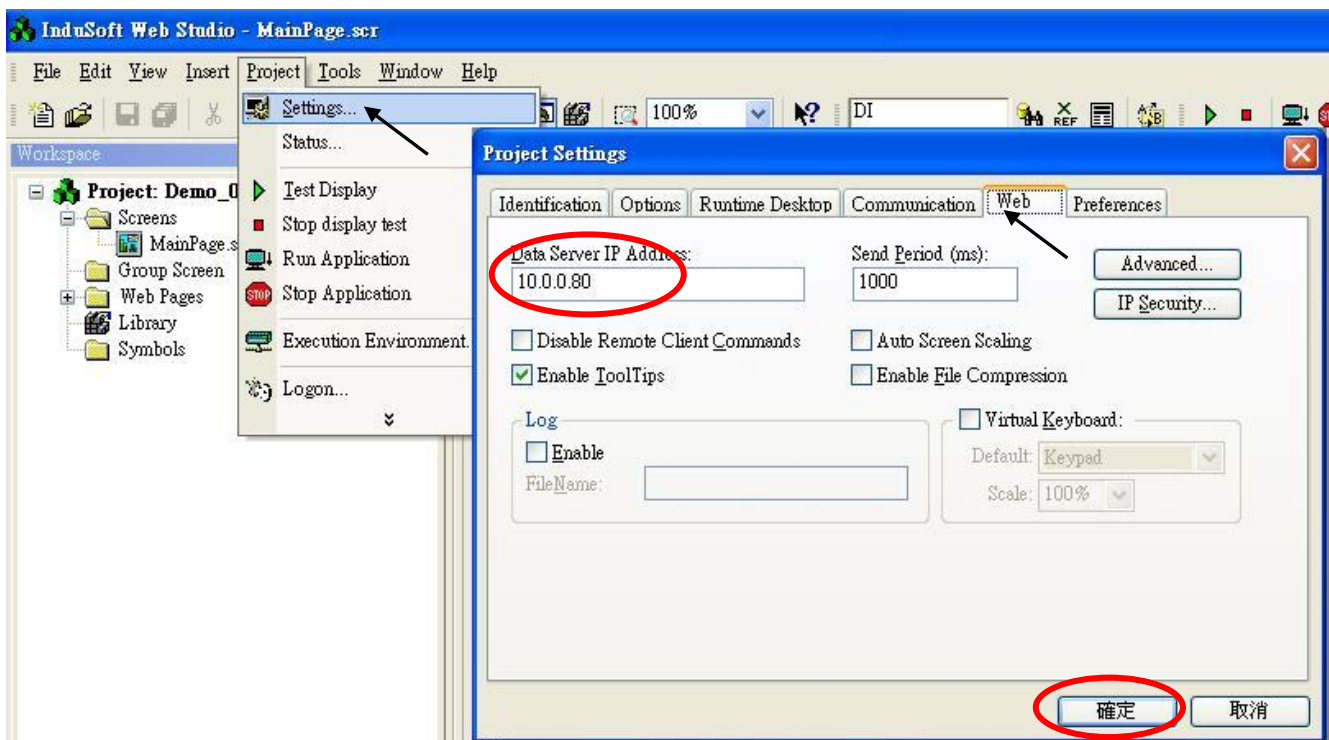 InduSoft Web Studio - MainPage.scr
File Edit View Insert Project Tools Window Help
Settings...
100%
DI
XREF
Workspace
Status...
Project: Demo_0
Test Display
Screens
Stop display test
MainPage.s
Run Application
Group Screen
Stop Application
STOP
Web Pages
Library
Execution Environment.
Symbols
Logon...
Project Settings
Identification Options Runtime Desktop Communication Web Preferences
Data Server IP Address: Send Period (ms):
10.0.0.80 1000
Advanced...
IP Security...
Disable Remote Client Commands Auto Screen Scaling
Enable ToolTips Enable File Compression
Log Virtual Keyboard:
Enable Default: Keypad
FileName: Scale: 100%
確定 取消